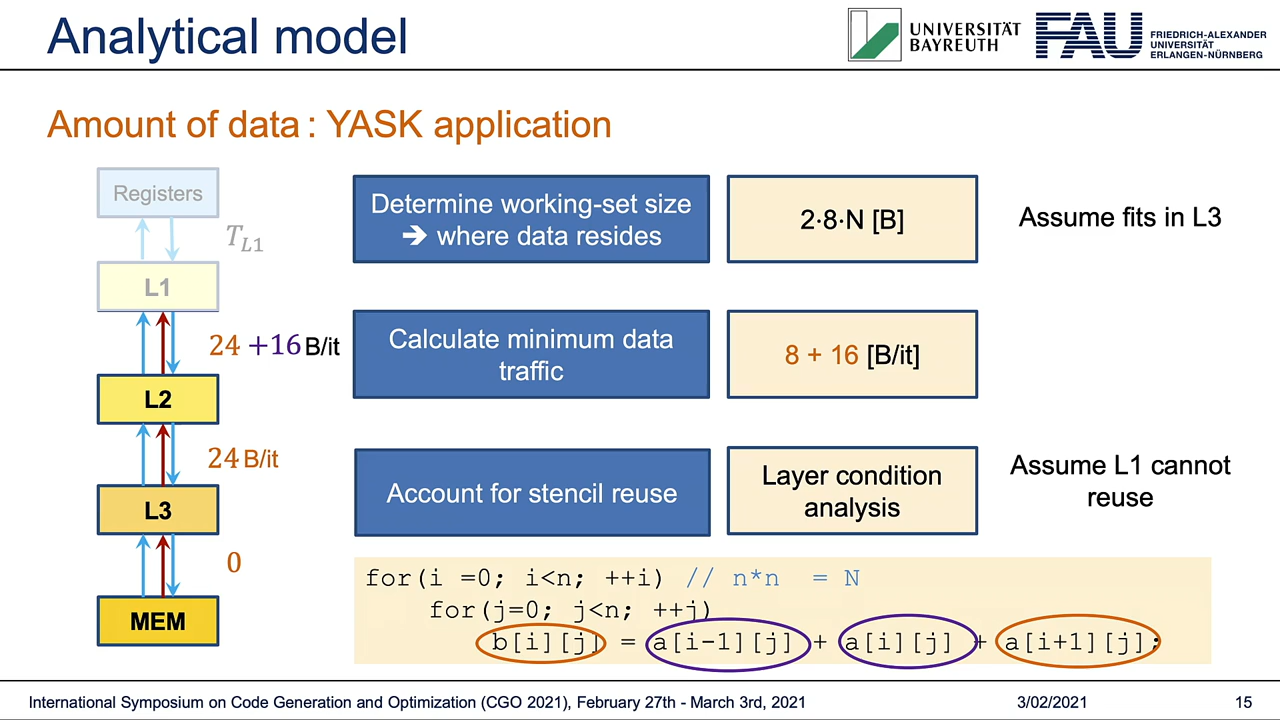 Analytical model
UNIVERSITÄT
BAYREUTH
FAU
FRIEDRICH-ALEXANDER
UNIVERSITÄT
ERLANGEN-NÜRNBERG
Amount of data : YASK application
Registers
T_{L1}
L1
24 +16 B/it
L2
24 B/it
L3
0
MEM
Determine working-set size
➔ where data resides
2·8·N [B]
Assume fits in L3
Calculate minimum data
traffic
8 + 16 [B/it]
Account for stencil reuse
Layer condition
analysis
Assume L1 cannot
reuse
for(i =0; i<n; ++i) // n*n  = N
for(j=0; j<n; ++j)
b[i][j] = a[i-1][j] + a[i][j] + a[i+1][j];
International Symposium on Code Generation and Optimization (CGO 2021), February 27th - March 3rd, 2021
3/02/2021
15